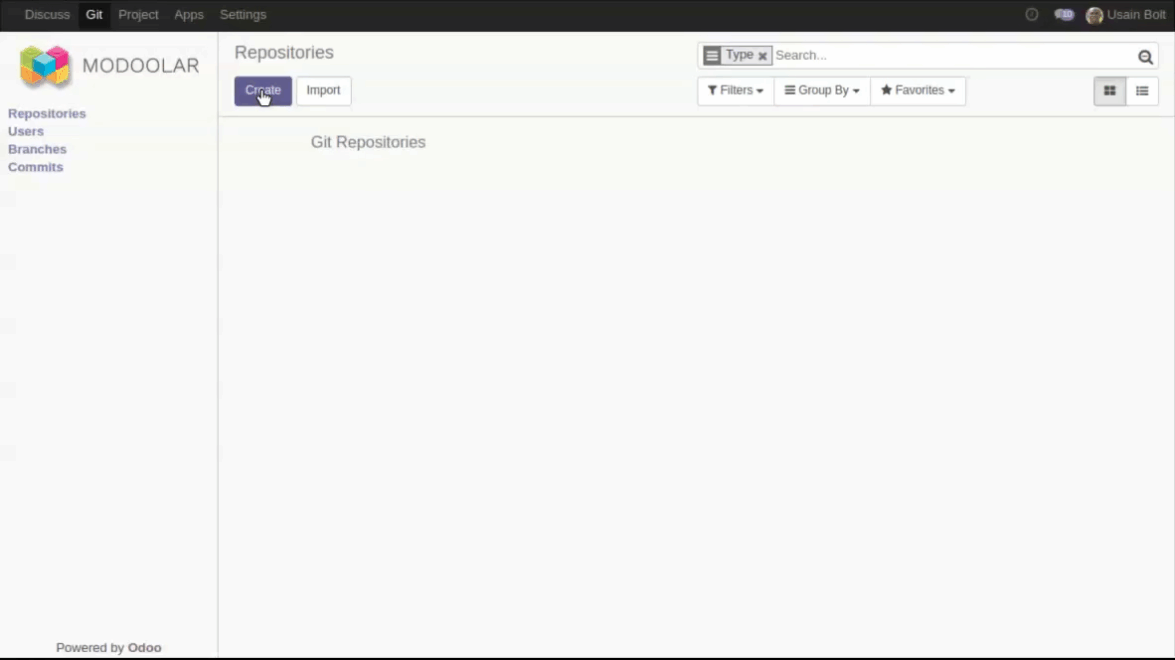 Discuss Git Project Apps Settings Usain Bolt
MODOOLAR
Repositories
Users
Branches
Commits
Repositories
Type Search...
Create Import
Filters Group By Favorites
Git Repositories
Powered by Odoo